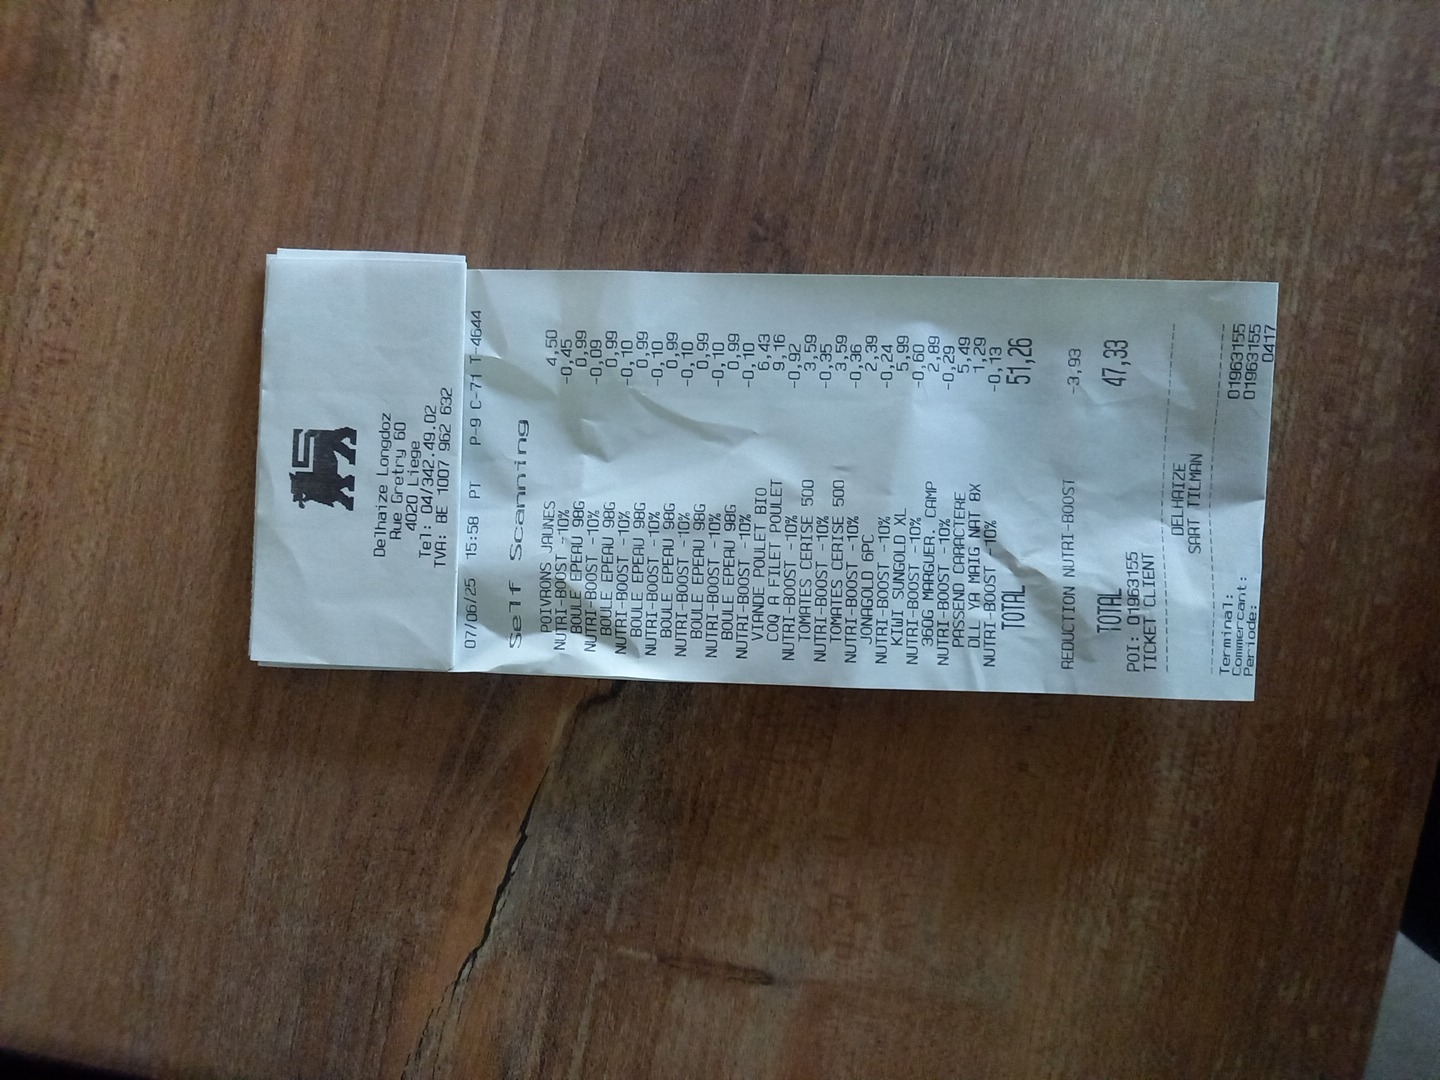 Delhaize Longdoz
Rue Gretry 60
4020 Liege
Tel: 04/342.49.02
TVA: BE 1007 962 632
07/06/25 15:58 PT P-9 C-71 T-4644
Self Scanning
POIVRONS JAUNES 4,50
NUTRI-BOOST -10% -0,45
BOULE EPEAU 98G 0,99
NUTRI-BOOST -10% -0,09
BOULE EPEAU 98G 0,99
NUTRI-BOOST -10% -0,10
BOULE EPEAU 98G 0,99
NUTRI-BOOST -10% -0,10
BOULE EPEAU 98G 0,99
NUTRI-BOOST -10% -0,10
BOULE EPEAU 98G 0,99
NUTRI-BOOST -10% -0,10
BOULE EPEAU 98G 0,99
NUTRI-BOOST -10% -0,10
VIANDE POULET BIO 6,43
COQ A FILET POULET 9,16
NUTRI-BOOST -10% -0,92
TOMATES CERISE 500 3,59
NUTRI-BOOST -10% -0,35
TOMATES CERISE 500 3,59
NUTRI-BOOST -10% -0,36
JONAGOLD 6PC 2,39
NUTRI-BOOST -10% -0,24
KIWI SUNGOLD XL 5,99
NUTRI-BOOST -10% -0,60
360G MARGUER. CAMP 2,89
NUTRI-BOOST -10% -0,29
PASSEND CARACTERE 5,49
DLL YA MAIG NAT 8X 1,29
NUTRI-BOOST -10% -0,13
TOTAL 51,26
REDUCTION NUTRI-BOOST -3,93
TOTAL 47,33
POI: 01963155
TICKET CLIENT
DELHAIZE
SART TILMAN
Terminal: 01963155
Commercant: 01963155
Periode: 0417